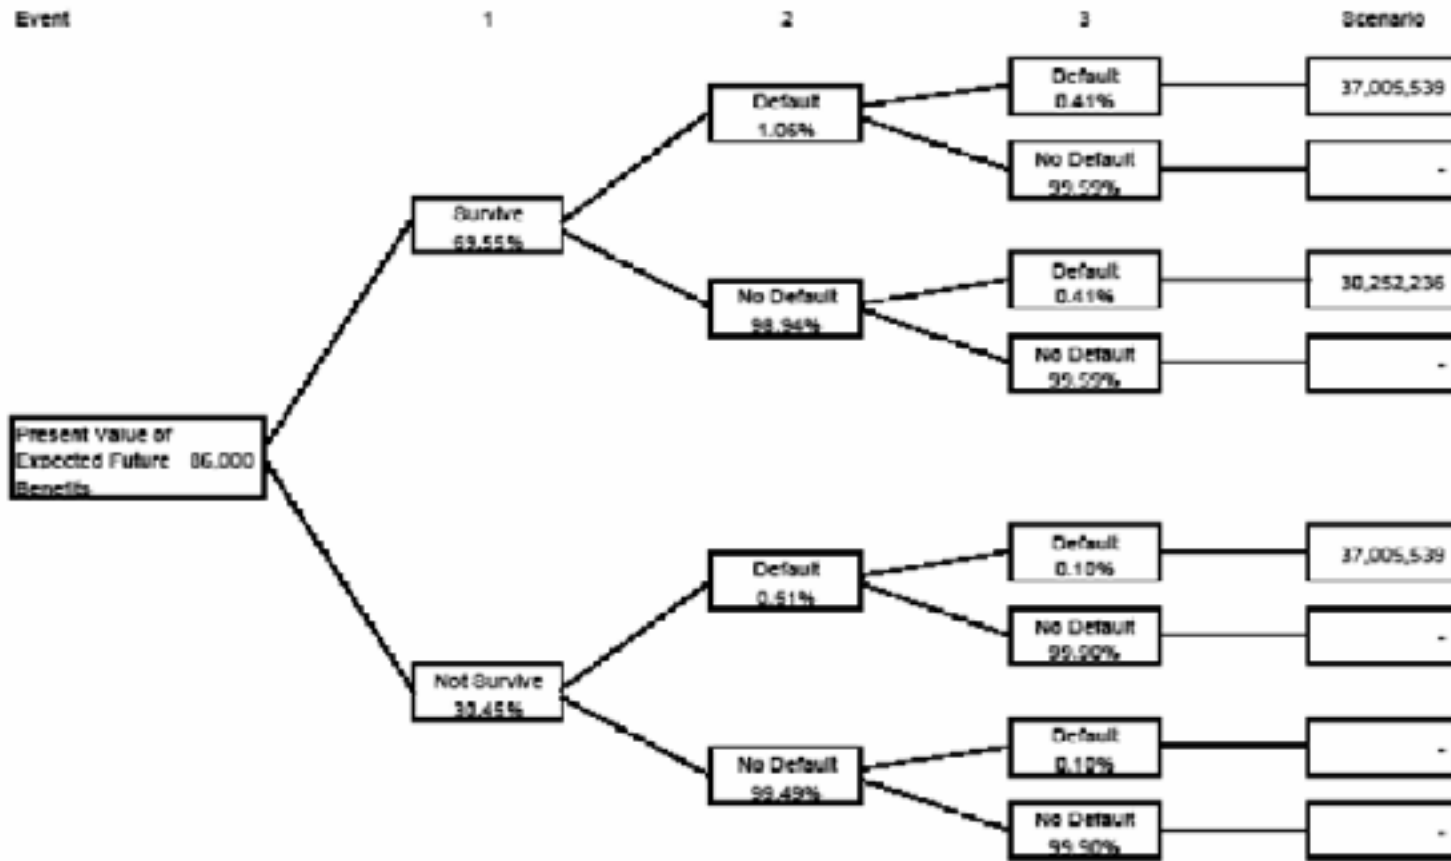 Event 1 2 3 Scenario
Default
0.41%
37,005,539
Default
1.06%
No Default
99.59%
-
Survive
69.55%
Default
0.41%
30,252,236
No Default
98.94%
No Default
99.59%
-
Present Value of
Expected Future 86,000
Benefits
Default
0.10%
37,005,539
Default
0.51%
No Default
99.90%
-
Not Survive
30.45%
Default
0.10%
-
No Default
99.49%
No Default
99.90%
-